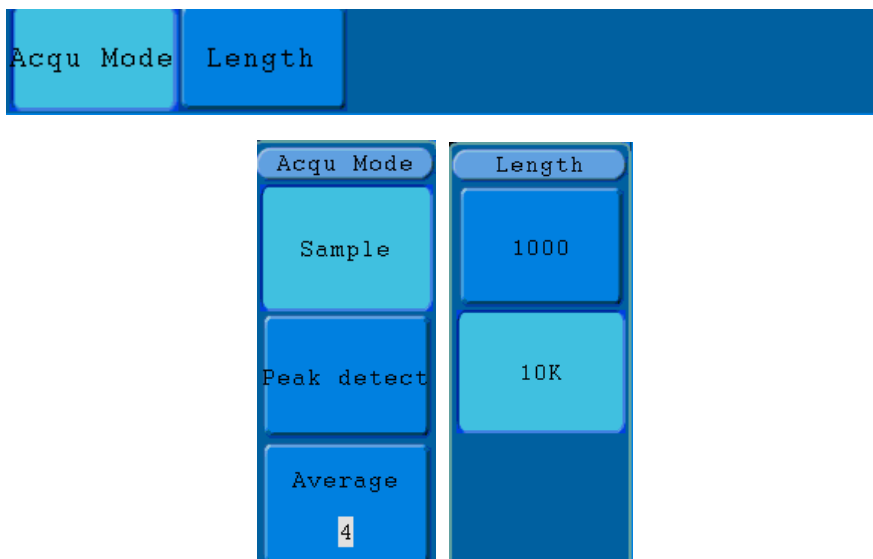 Acqu Mode
Length
Acqu Mode
Sample
Peak detect
Average
4
Length
1000
10K